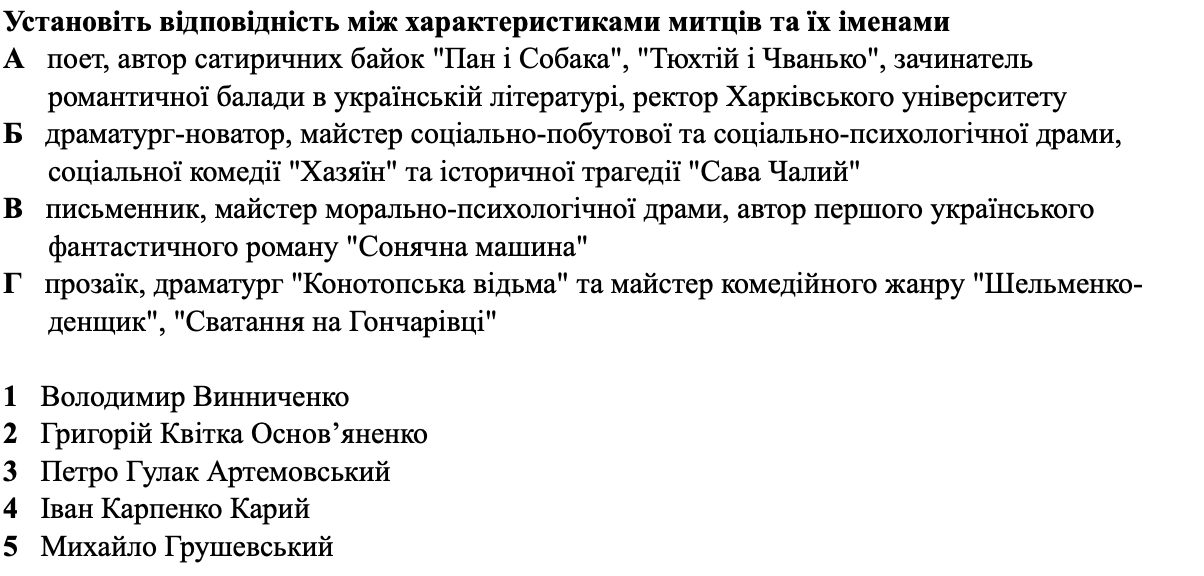 Установіть відповідність між характеристиками митців та їх іменами
А поет, автор сатиричних байок "Пан і Собака", "Тюхтій і Чванько", зачинатель
романтичної балади в українській літературі, ректор Харківського університету
Б драматург-новатор, майстер соціально-побутової та соціально-психологічної драми,
соціальної комедії "Хазяїн" та історичної трагедії "Сава Чалий"
В письменник, майстер морально-психологічної драми, автор першого українського
фантастичного роману "Сонячна машина"
Г прозаїк, драматург "Конотопська відьма" та майстер комедійного жанру "Шельменко-
денщик", "Сватання на Гончарівці"
1 Володимир Винниченко
2 Григорій Квітка Основ’яненко
3 Петро Гулак Артемовський
4 Іван Карпенко Карий
5 Михайло Грушевський